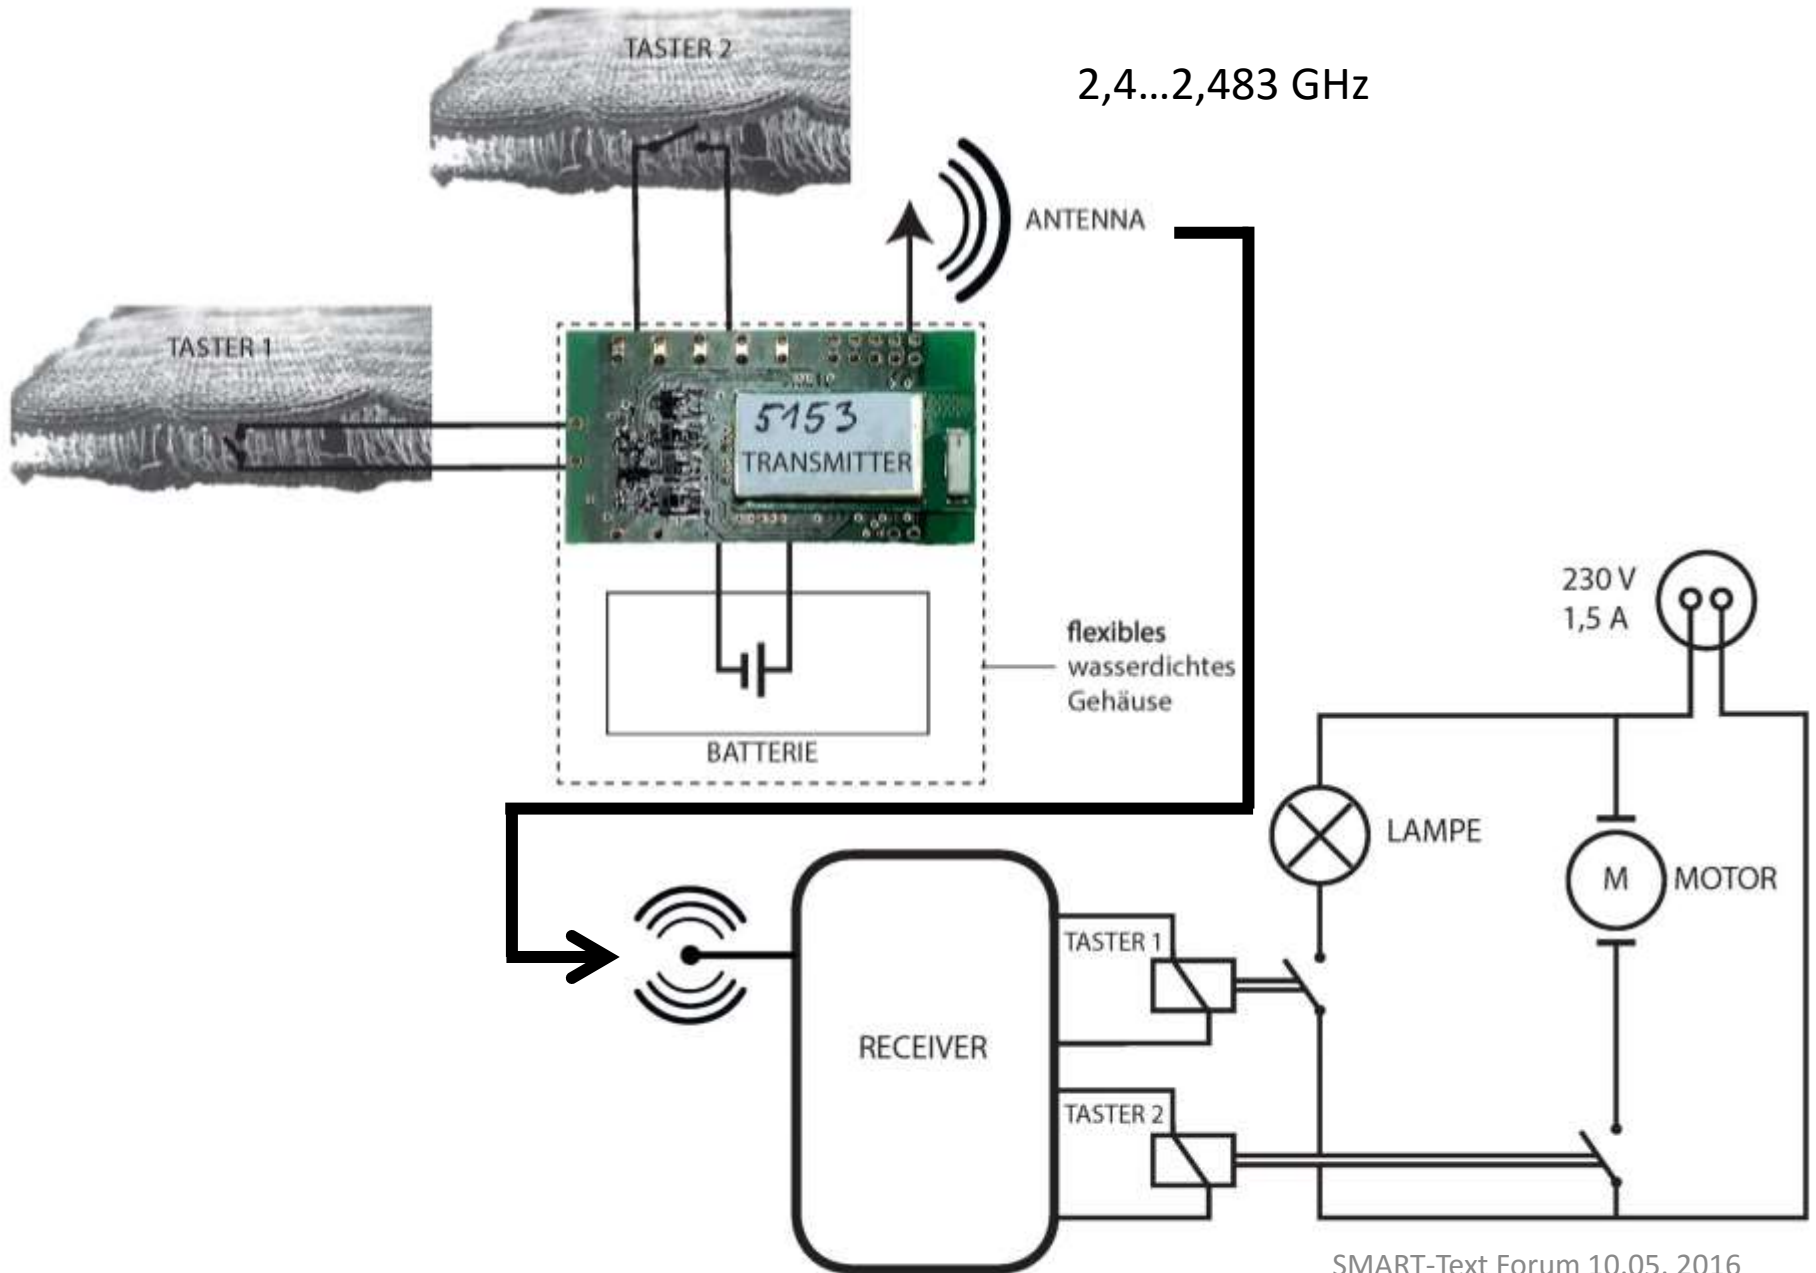 TASTER 2
2,4...2,483 GHz
ANTENNA
TASTER 1
5153
TRANSMITTER
230 V
1,5 A
flexibles
wasserdichtes
Gehäuse
BATTERIE
LAMPE
M
MOTOR
TASTER 1
RECEIVER
TASTER 2
SMART-Text Forum 10.05. 2016